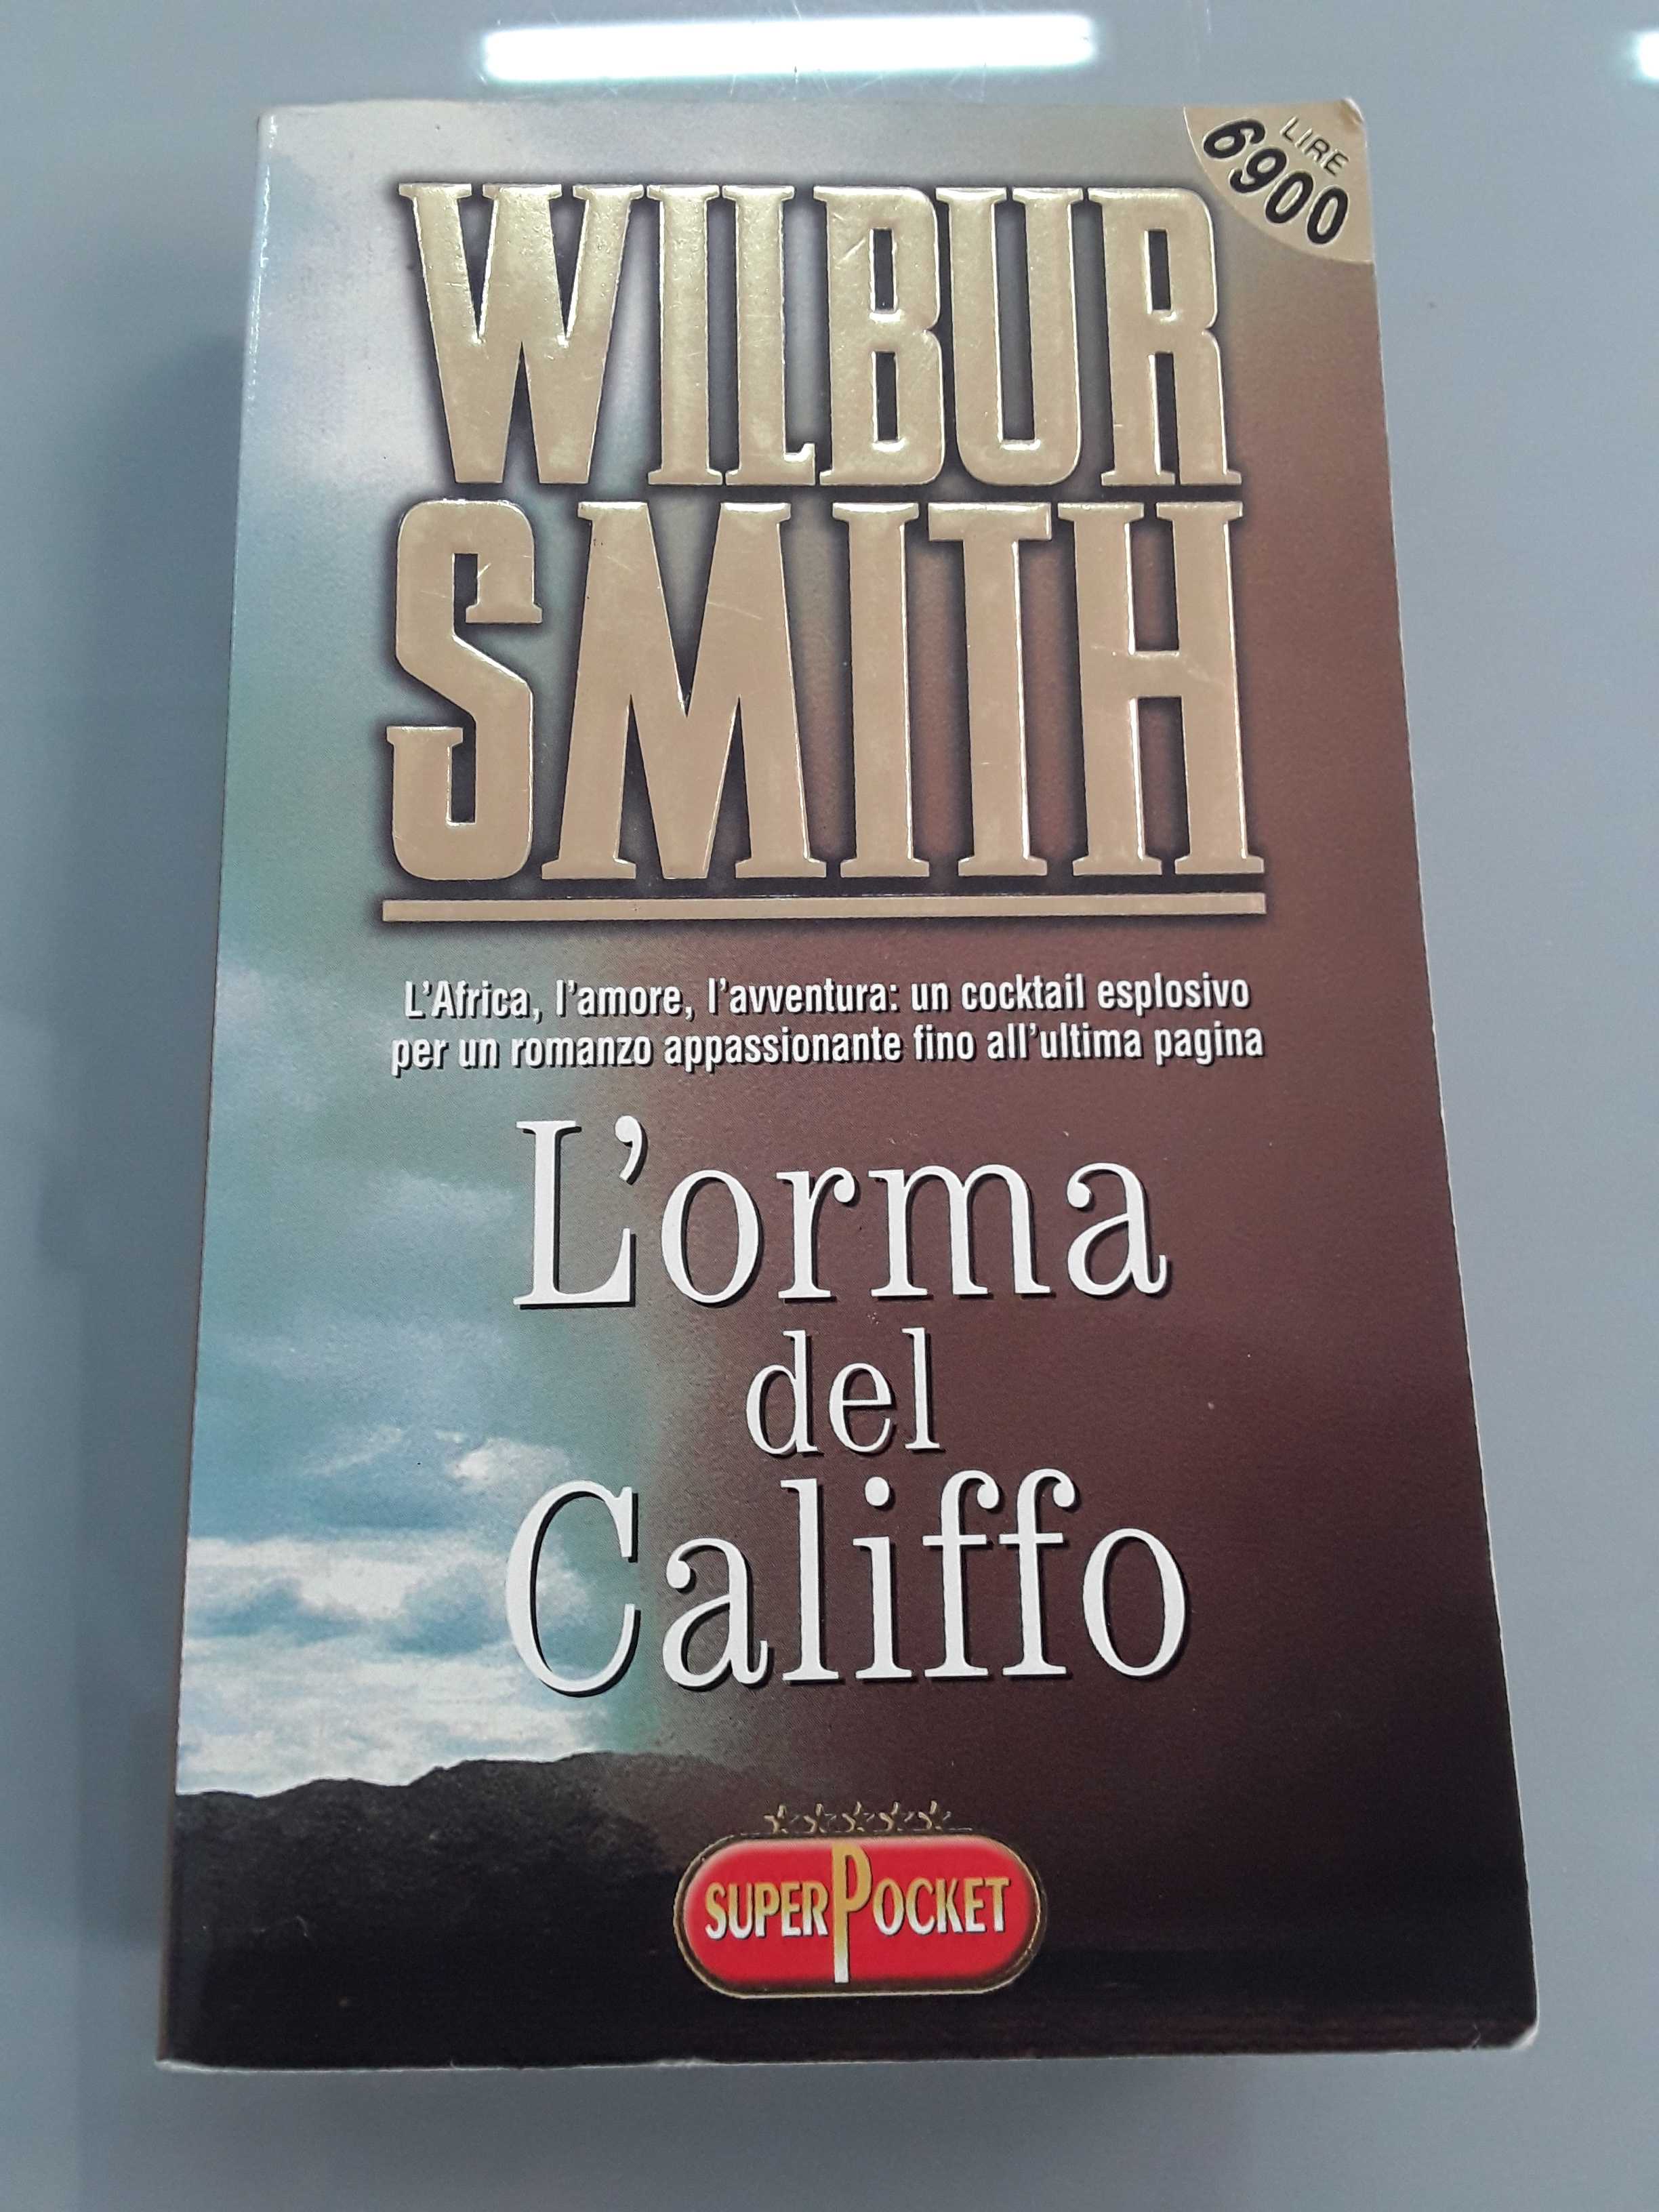 LIRE
6900
WILBUR
SMITH
L'Africa, l'amore, l'avventura: un cocktail esplosivo
per un romanzo appassionante fino all'ultima pagina
L'orma
del
Califfo
SUPERPOCKET